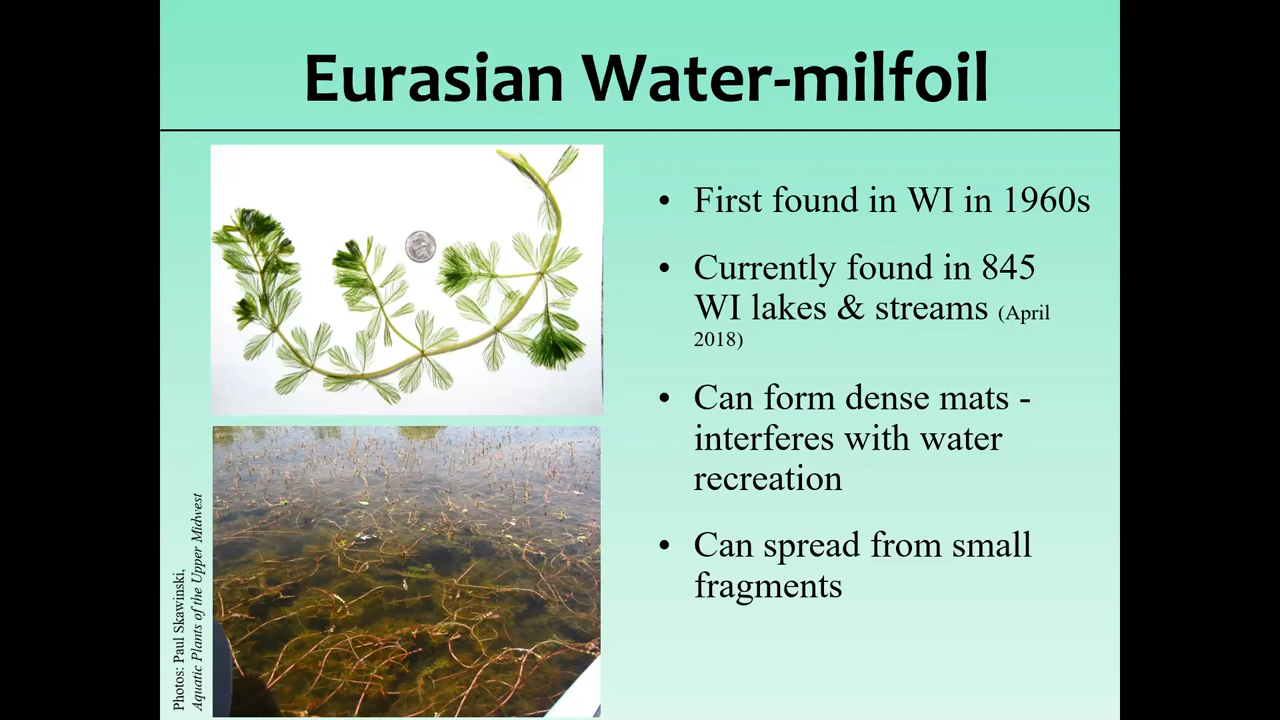 Eurasian Water-milfoil
• First found in WI in 1960s
• Currently found in 845
WI lakes & streams (April
2018)
• Can form dense mats -
interferes with water
recreation
• Can spread from small
fragments
Photos: Paul Skawinski,
Aquatic Plants of the Upper Midwest